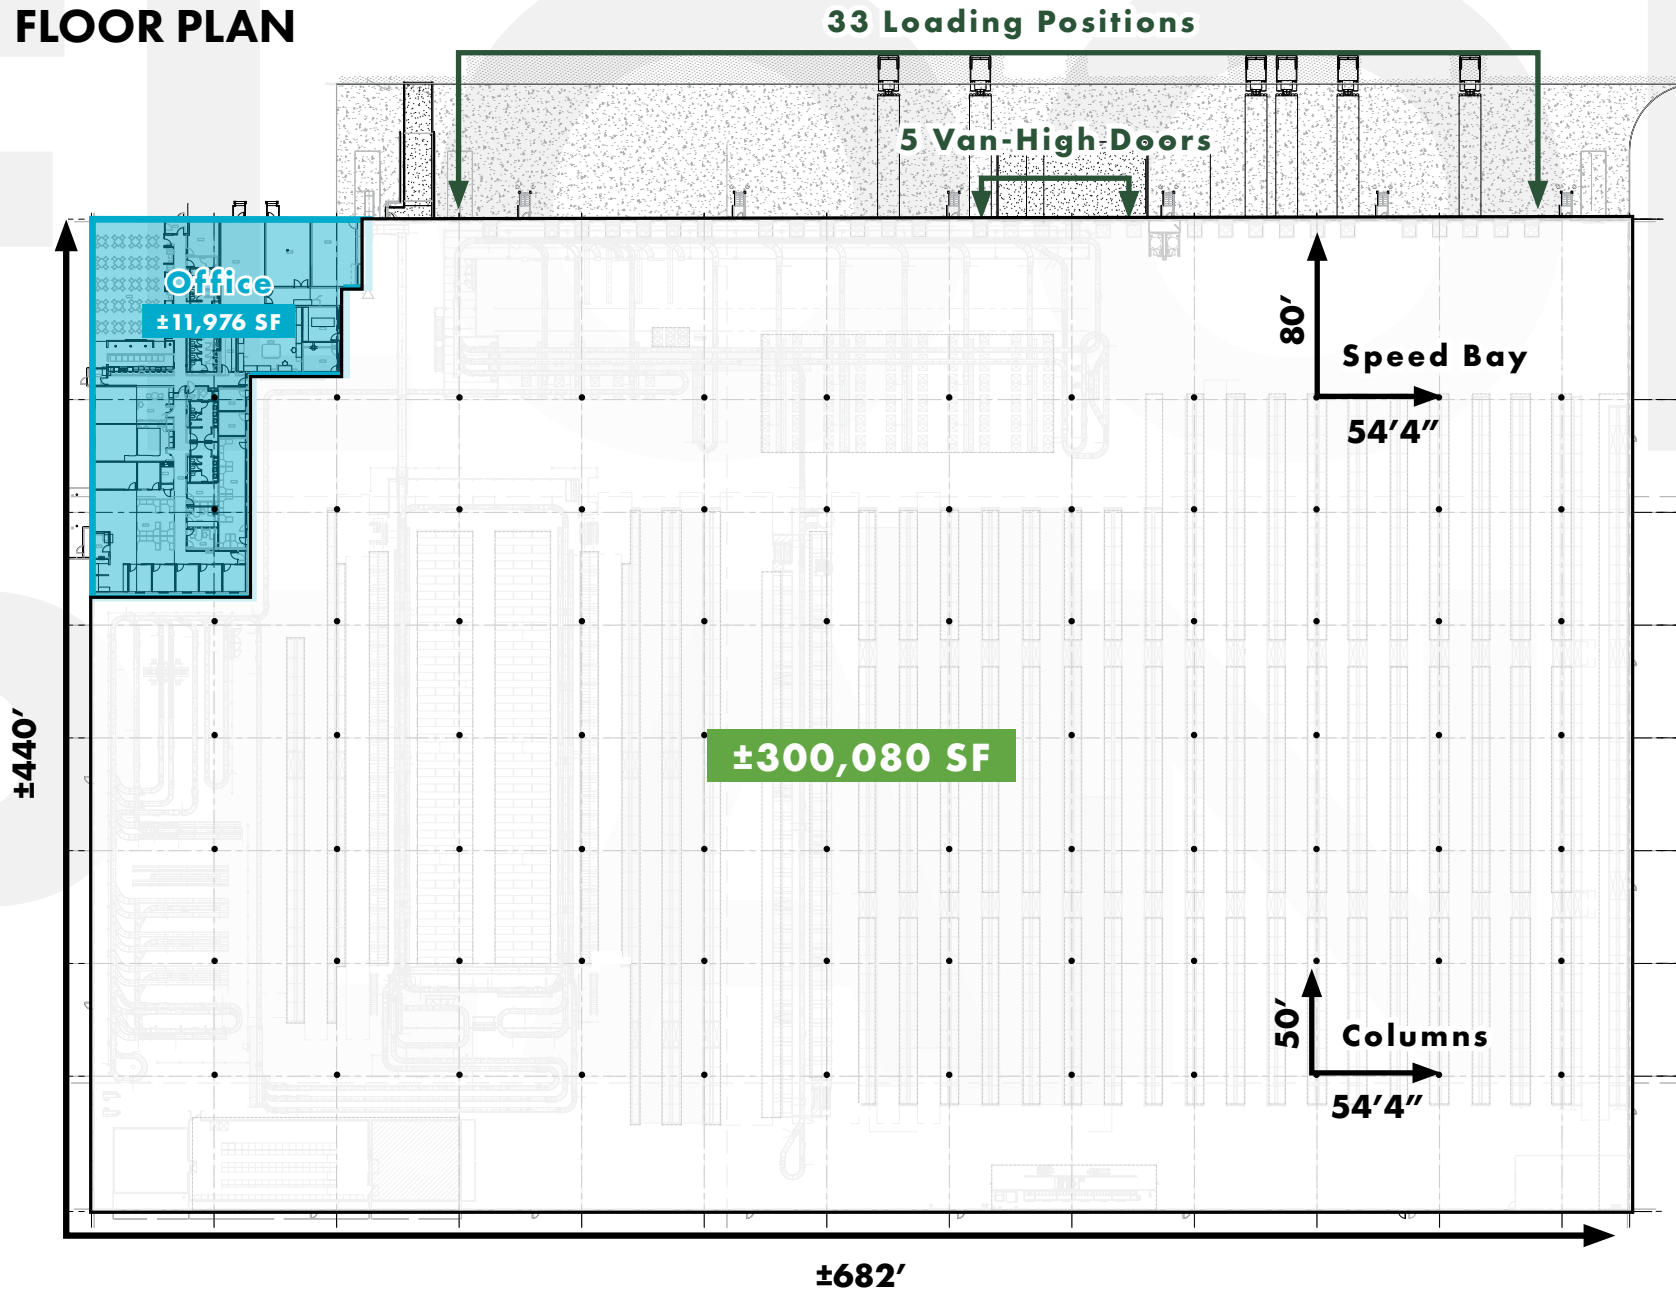 FLOOR PLAN
33 Loading Positions
5 Van-High-Doors
Office
±11,976 SF
80’
Speed Bay
54’4”
±440’
±300,080 SF
50’
Columns
54’4”
±682’